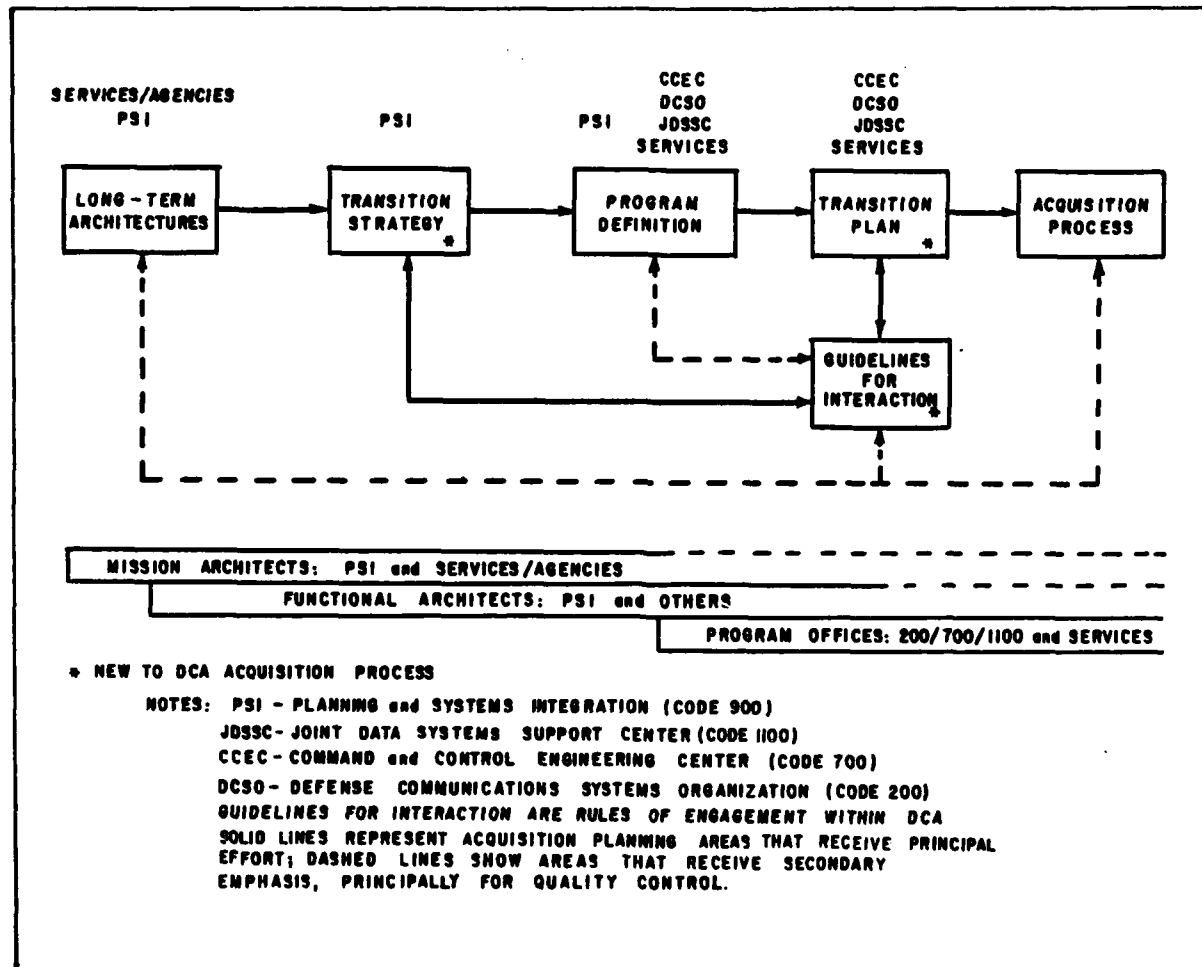 SERVICES/AGENCIES
PSI
PSI
PSI
CCEC
DCSO
JDSSC
SERVICES
CCEC
DCSO
JDSSC
SERVICES
LONG-TERM
ARCHITECTURES
TRANSITION
STRATEGY *
PROGRAM
DEFINITION
TRANSITION
PLAN *
ACQUISITION
PROCESS
GUIDELINES
FOR
INTERACTION *
MISSION ARCHITECTS: PSI and SERVICES/AGENCIES
FUNCTIONAL ARCHITECTS: PSI and OTHERS
PROGRAM OFFICES: 200/700/1100 and SERVICES
* NEW TO DCA ACQUISITION PROCESS
NOTES: PSI - PLANNING and SYSTEMS INTEGRATION (CODE 900)
JDSSC - JOINT DATA SYSTEMS SUPPORT CENTER (CODE 1100)
CCEC - COMMAND and CONTROL ENGINEERING CENTER (CODE 700)
DCSO - DEFENSE COMMUNICATIONS SYSTEMS ORGANIZATION (CODE 200)
GUIDELINES FOR INTERACTION ARE RULES OF ENGAGEMENT WITHIN DCA
SOLID LINES REPRESENT ACQUISITION PLANNING AREAS THAT RECEIVE PRINCIPAL
EFFORT; DASHED LINES SHOW AREAS THAT RECEIVE SECONDARY
EMPHASIS, PRINCIPALLY FOR QUALITY CONTROL.